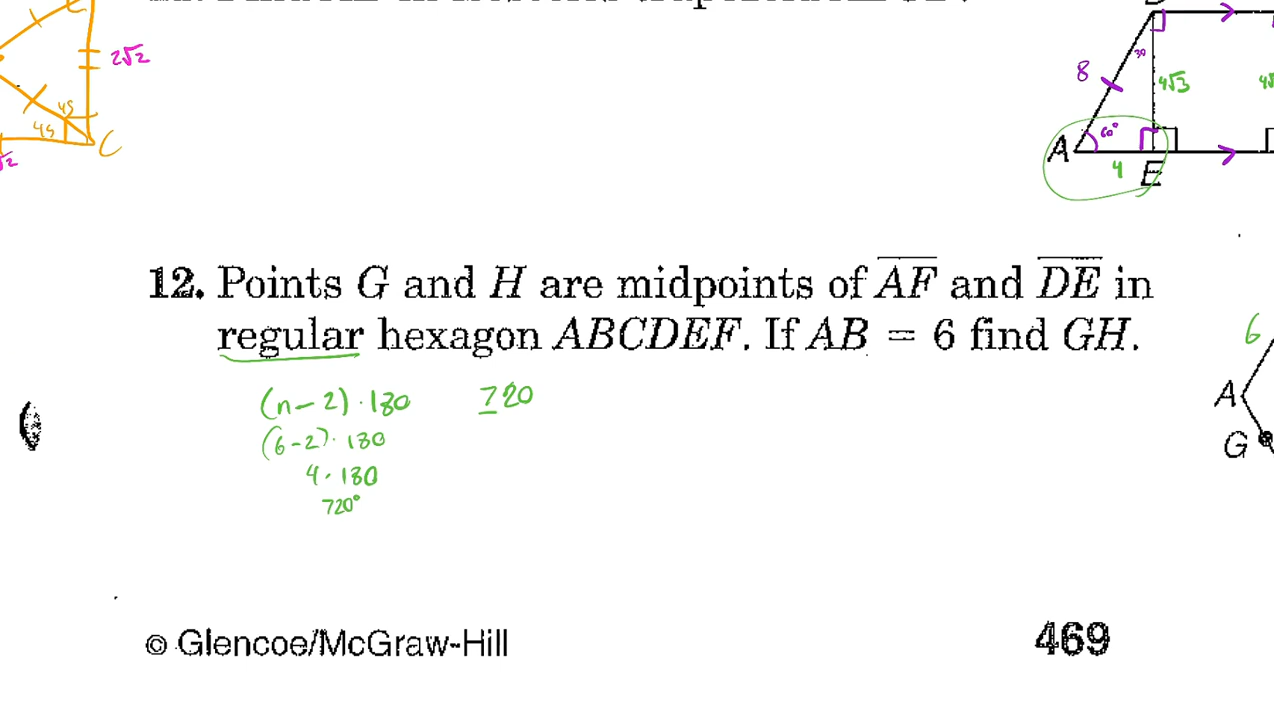 2√2
45
45
C
8
30
4√3
60°
A
4
E
12. Points G and H are midpoints of AF and DE in
regular hexagon ABCDEF. If AB = 6 find GH.
(n-2)·180 720
(6-2)·180
4·180
720°
6
A
G
© Glencoe/McGraw-Hill 469